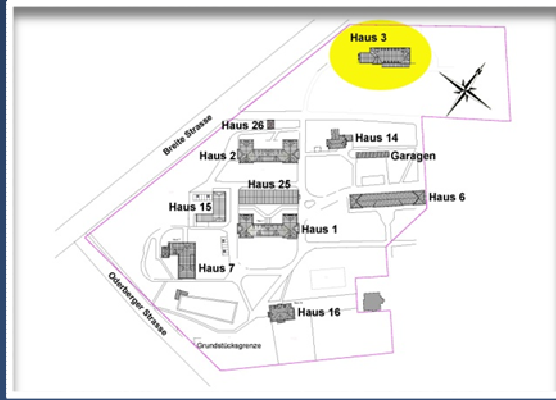 Haus 3
Breite Strasse
Haus 26
Haus 14
Haus 2
Garagen
Haus 25
Haus 6
Haus 15
Haus 1
Haus 7
Oderberger Strasse
Haus 16
Grundstücksgrenze